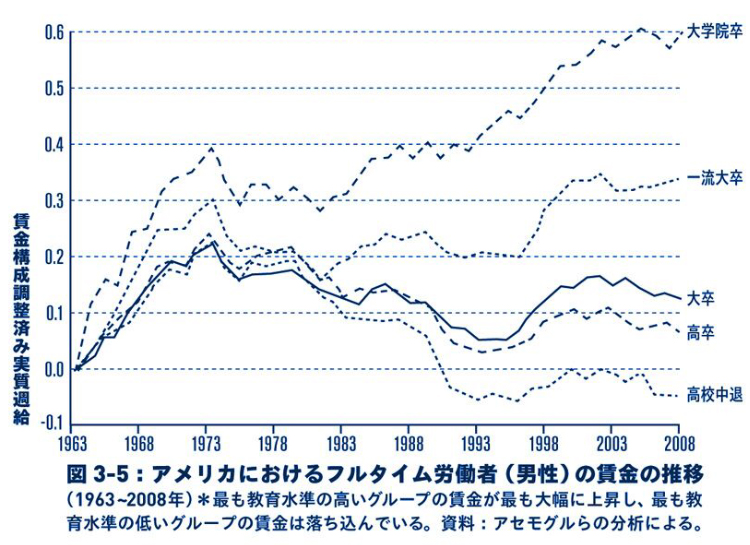 0.6
0.5
0.4
0.3
0.2
0.1
0.0
-0.1
賃金構成調整済み実質週給
大学院卒
一流大卒
大卒
高卒
高校中退
1963 1968 1973 1978 1983 1988 1993 1998 2003 2008
図 3-5：アメリカにおけるフルタイム労働者（男性）の賃金の推移
（1963~2008年）＊最も教育水準の高いグループの賃金が最も大幅に上昇し、最も教
育水準の低いグループの賃金は落ち込んでいる。資料：アセモグルらの分析による。